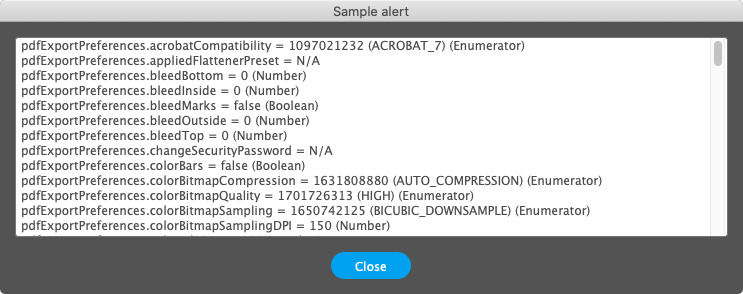 Sample alert
pdfExportPreferences.acrobatCompatibility = 1097021232 (ACROBAT_7) (Enumerator)
pdfExportPreferences.appliedFlattenerPreset = N/A
pdfExportPreferences.bleedBottom = 0 (Number)
pdfExportPreferences.bleedInside = 0 (Number)
pdfExportPreferences.bleedMarks = false (Boolean)
pdfExportPreferences.bleedOutside = 0 (Number)
pdfExportPreferences.bleedTop = 0 (Number)
pdfExportPreferences.changeSecurityPassword = N/A
pdfExportPreferences.colorBars = false (Boolean)
pdfExportPreferences.colorBitmapCompression = 1631808880 (AUTO_COMPRESSION) (Enumerator)
pdfExportPreferences.colorBitmapQuality = 1701726313 (HIGH) (Enumerator)
pdfExportPreferences.colorBitmapSampling = 1650742125 (BICUBIC_DOWNSAMPLE) (Enumerator)
pdfExportPreferences.colorBitmapSamplingDPI = 150 (Number)
Close